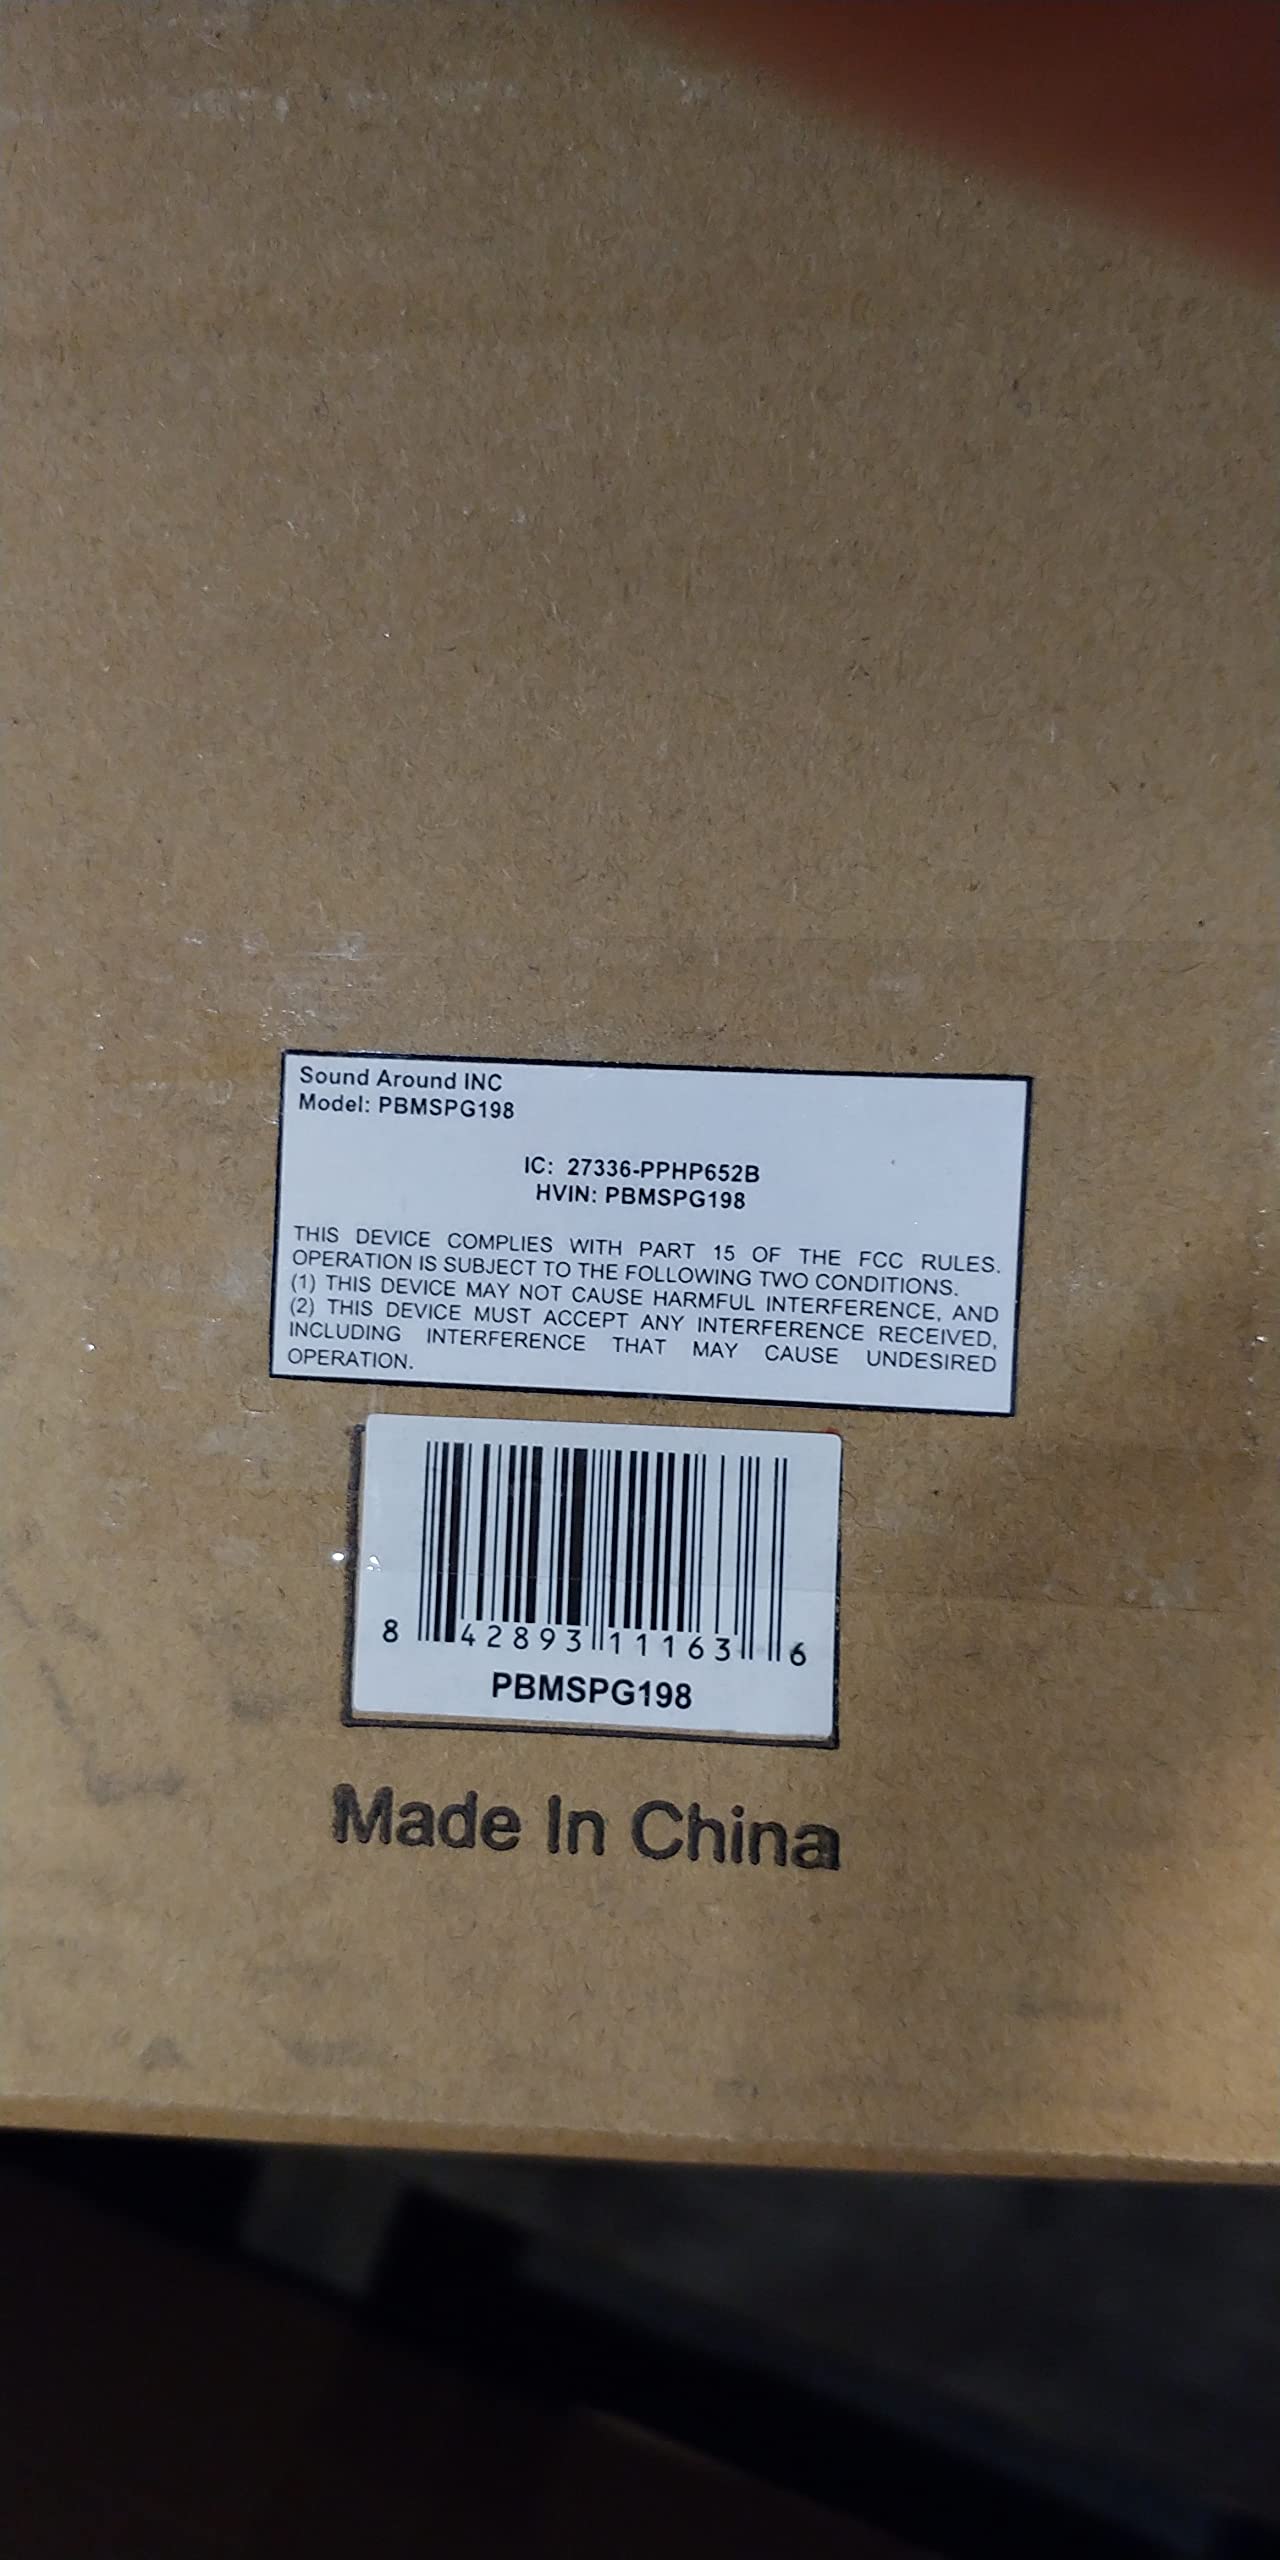 Sound Around INC
Model: PBMSPG198
IC: 27336-PPHP652B
HVIN: PBMSPG198
THIS DEVICE COMPLIES WITH PART 15 OF THE FCC RULES.
OPERATION IS SUBJECT TO THE FOLLOWING TWO CONDITIONS.
(1) THIS DEVICE MAY NOT CAUSE HARMFUL INTERFERENCE, AND
(2) THIS DEVICE MUST ACCEPT ANY INTERFERENCE RECEIVED,
INCLUDING INTERFERENCE THAT MAY CAUSE UNDESIRED
OPERATION.
8 42893 11163 6
PBMSPG198
Made In China